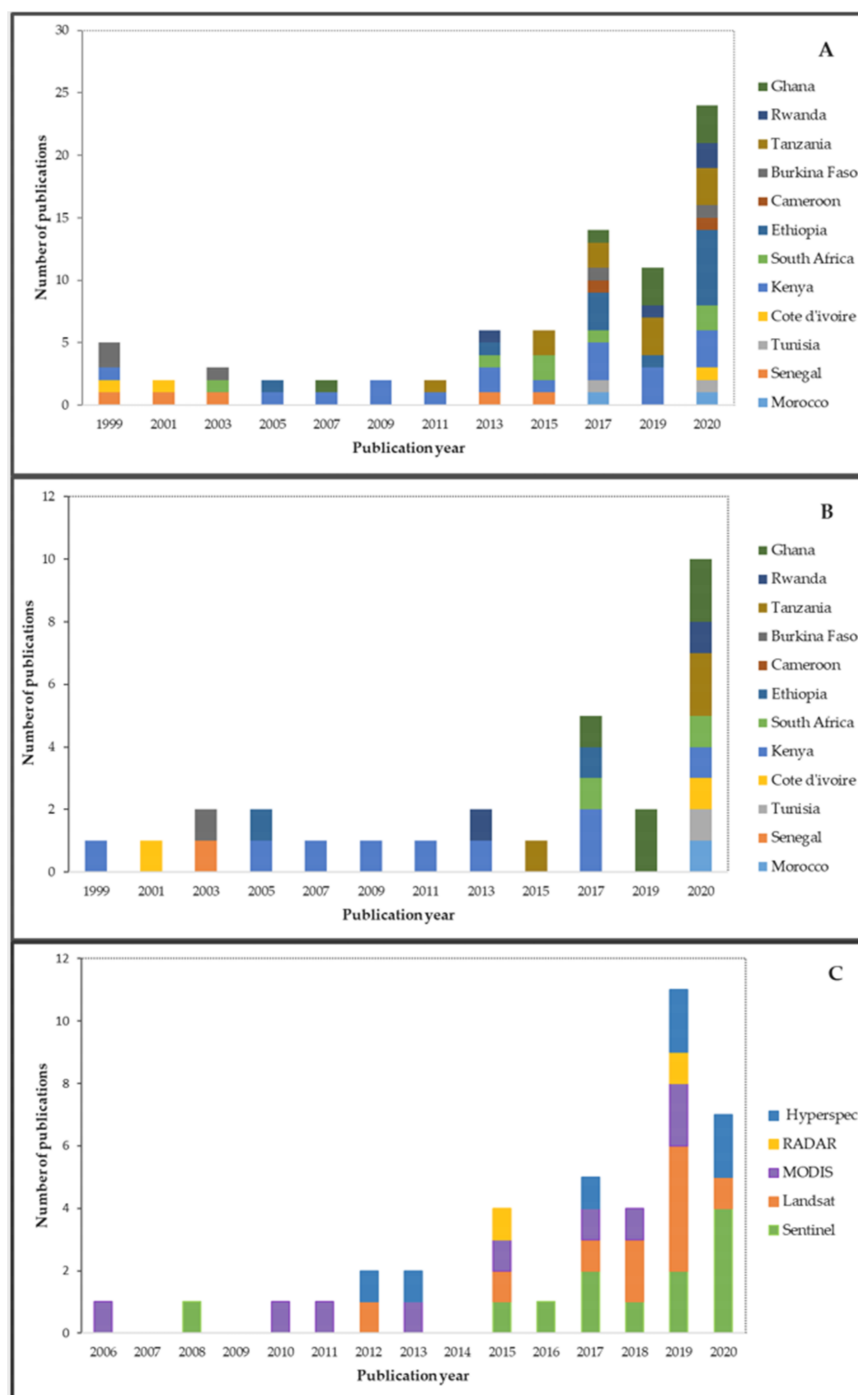 A
30
25
20
15
10
5
0
Number of publications
1999 2001 2003 2005 2007 2009 2011 2013 2015 2017 2019 2020
Publication year
Ghana
Rwanda
Tanzania
Burkina Faso
Cameroon
Ethiopia
South Africa
Kenya
Cote d'ivoire
Tunisia
Senegal
Morocco
B
12
10
8
6
4
2
0
Number of publications
1999 2001 2003 2005 2007 2009 2011 2013 2015 2017 2019 2020
Publication year
Ghana
Rwanda
Tanzania
Burkina Faso
Cameroon
Ethiopia
South Africa
Kenya
Cote d'ivoire
Tunisia
Senegal
Morocco
C
12
10
8
6
4
2
0
Number of publications
2006 2007 2008 2009 2010 2011 2012 2013 2014 2015 2016 2017 2018 2019 2020
Publication year
Hyperspec
RADAR
MODIS
Landsat
Sentinel